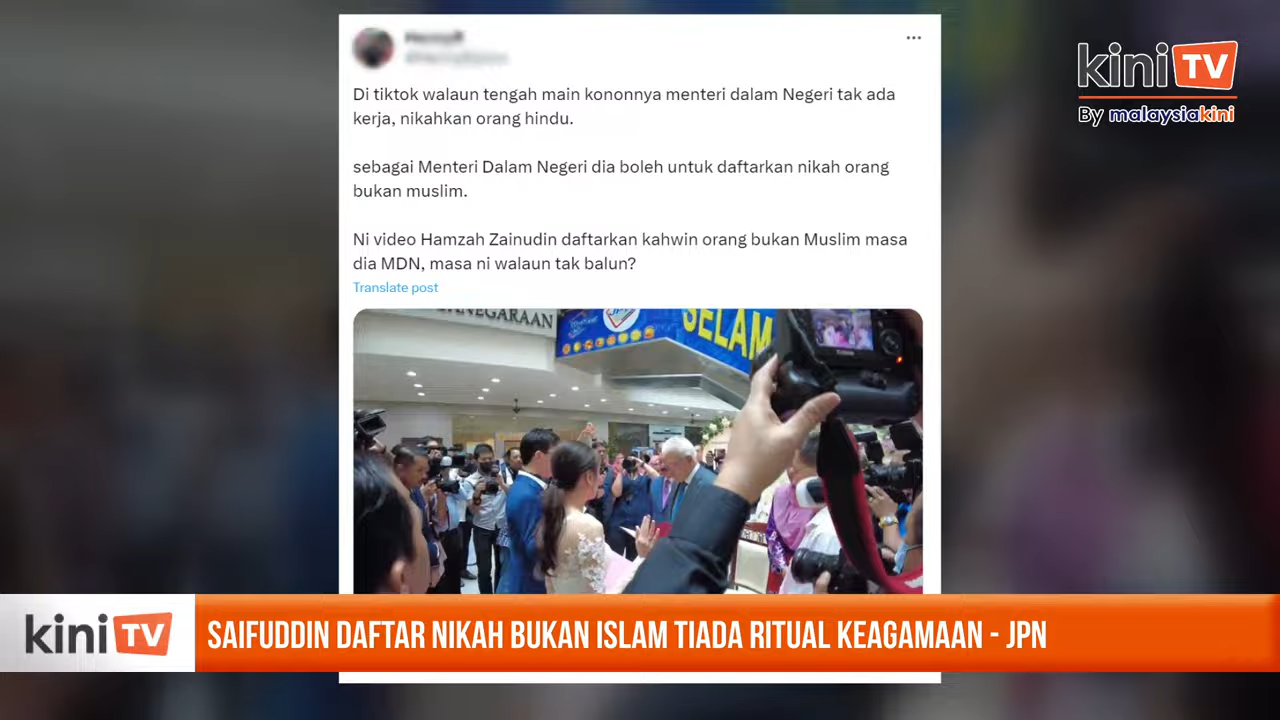 kini TV
By malaysiakini
Di tiktok walaun tengah main kononnya menteri dalam Negeri tak ada
kerja, nikahkan orang hindu.
sebagai Menteri Dalam Negeri dia boleh untuk daftarkan nikah orang
bukan muslim.
Ni video Hamzah Zainudin daftarkan kahwin orang bukan Muslim masa
dia MDN, masa ni walaun tak balun?
Translate post
SELAM
kini TV
SAIFUDDIN DAFTAR NIKAH BUKAN ISLAM TIADA RITUAL KEAGAMAAN - JPN